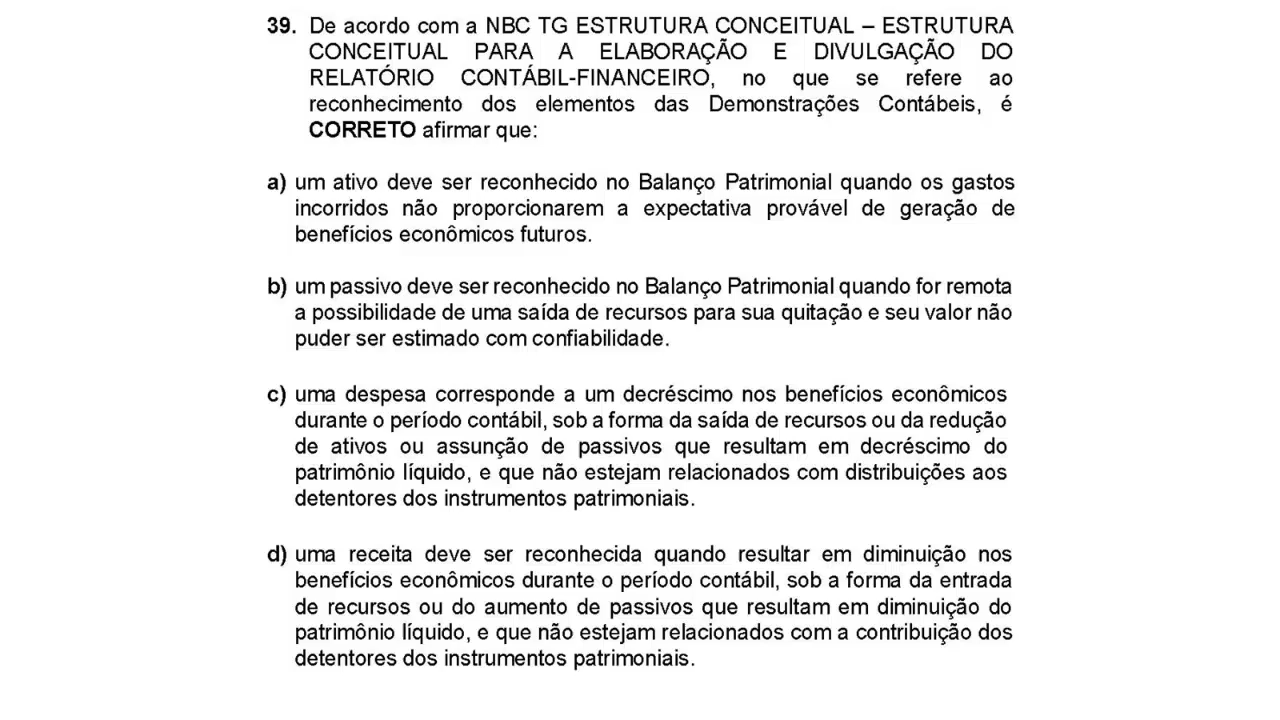 39. De acordo com a NBC TG ESTRUTURA CONCEITUAL – ESTRUTURA
CONCEITUAL PARA A ELABORAÇÃO E DIVULGAÇÃO DO
RELATÓRIO CONTÁBIL-FINANCEIRO, no que se refere ao
reconhecimento dos elementos das Demonstrações Contábeis, é
CORRETO afirmar que:
a) um ativo deve ser reconhecido no Balanço Patrimonial quando os gastos
incorridos não proporcionarem a expectativa provável de geração de
benefícios econômicos futuros.
b) um passivo deve ser reconhecido no Balanço Patrimonial quando for remota
a possibilidade de uma saída de recursos para sua quitação e seu valor não
puder ser estimado com confiabilidade.
c) uma despesa corresponde a um decréscimo nos benefícios econômicos
durante o período contábil, sob a forma da saída de recursos ou da redução
de ativos ou assunção de passivos que resultam em decréscimo do
patrimônio líquido, e que não estejam relacionados com distribuições aos
detentores dos instrumentos patrimoniais.
d) uma receita deve ser reconhecida quando resultar em diminuição nos
benefícios econômicos durante o período contábil, sob a forma da entrada
de recursos ou do aumento de passivos que resultam em diminuição do
patrimônio líquido, e que não estejam relacionados com a contribuição dos
detentores dos instrumentos patrimoniais.